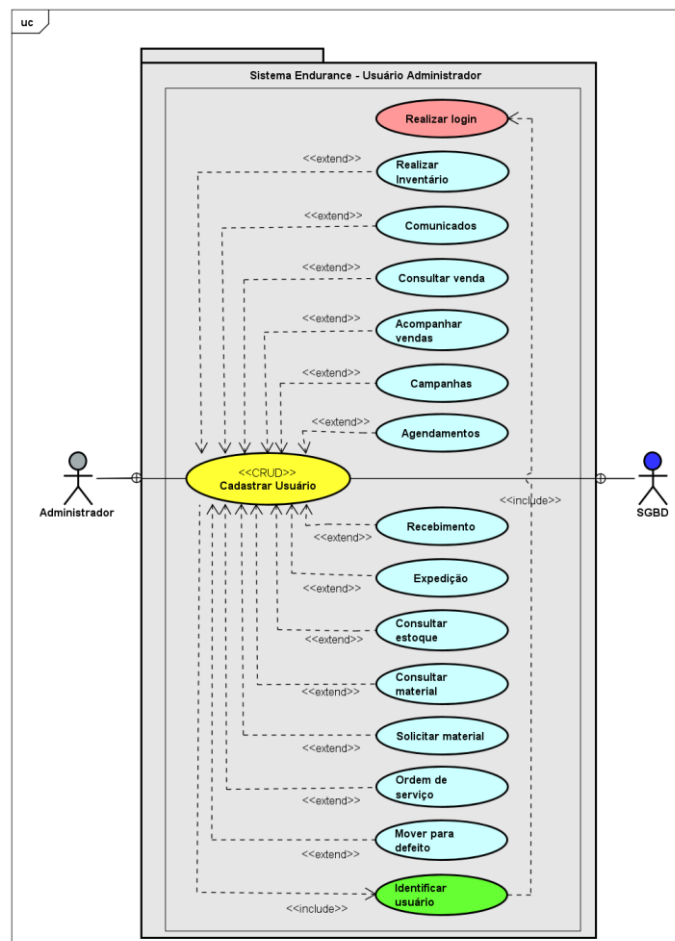 uc
Sistema Endurance - Usuário Administrador
Realizar login
<<extend>>
Realizar
Inventário
<<extend>>
Comunicados
<<extend>>
Consultar venda
<<extend>>
Acompanhar
vendas
<<extend>>
Campanhas
<<extend>>
Agendamentos
<<CRUD>>
Cadastrar Usuário
Administrador
SGBD
<<include>>
Recebimento
<<extend>>
Expedição
<<extend>>
Consultar
estoque
<<extend>>
Consultar
material
<<extend>>
Solicitar material
<<extend>>
Ordem de
serviço
<<extend>>
Mover para
defeito
<<extend>>
Identificar
usuário
<<include>>